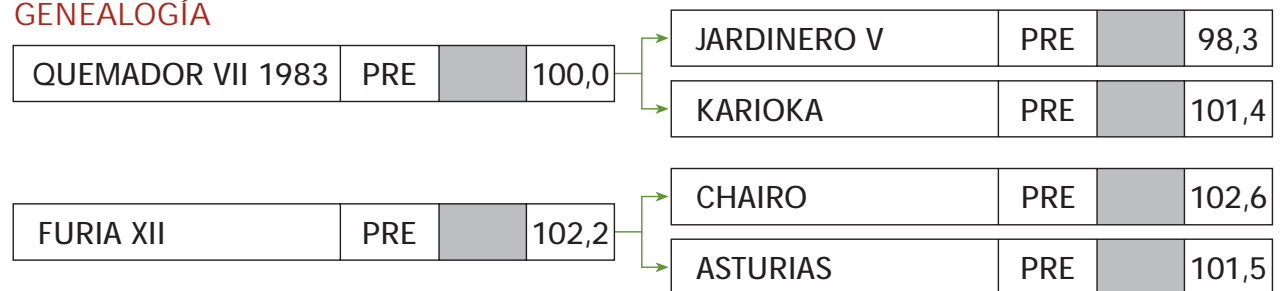 GENEALOGÍA
QUEMADOR VII 1983 PRE 100,0
JARDINERO V PRE 98,3
KARIOKA PRE 101,4
FURIA XII PRE 102,2
CHAIRO PRE 102,6
ASTURIAS PRE 101,5